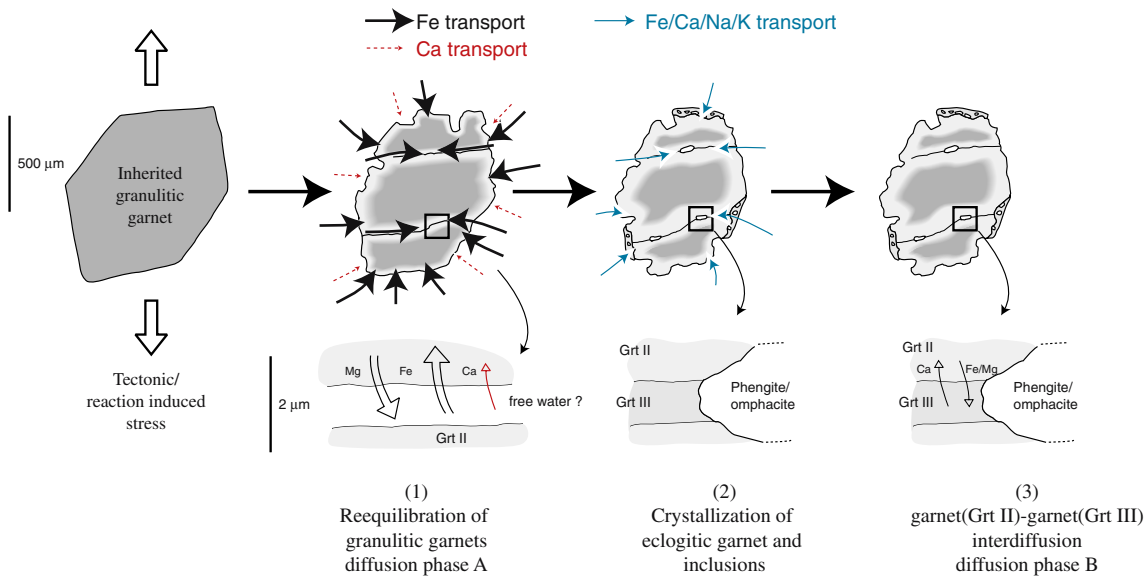 Fe transport
Ca transport
Fe/Ca/Na/K transport
500 μm
Inherited
granulitic
garnet
Tectonic/
reaction induced
stress
2 μm
Mg
Fe
Ca
free water ?
Grt II
Grt II
Grt III
Phengite/
omphacite
Grt II
Ca
Fe/Mg
Grt III
Phengite/
omphacite
(1)
Reequilibration of
granulitic garnets
diffusion phase A
(2)
Crystallization of
eclogitic garnet and
inclusions
(3)
garnet(Grt II)-garnet(Grt III)
interdiffusion
diffusion phase B